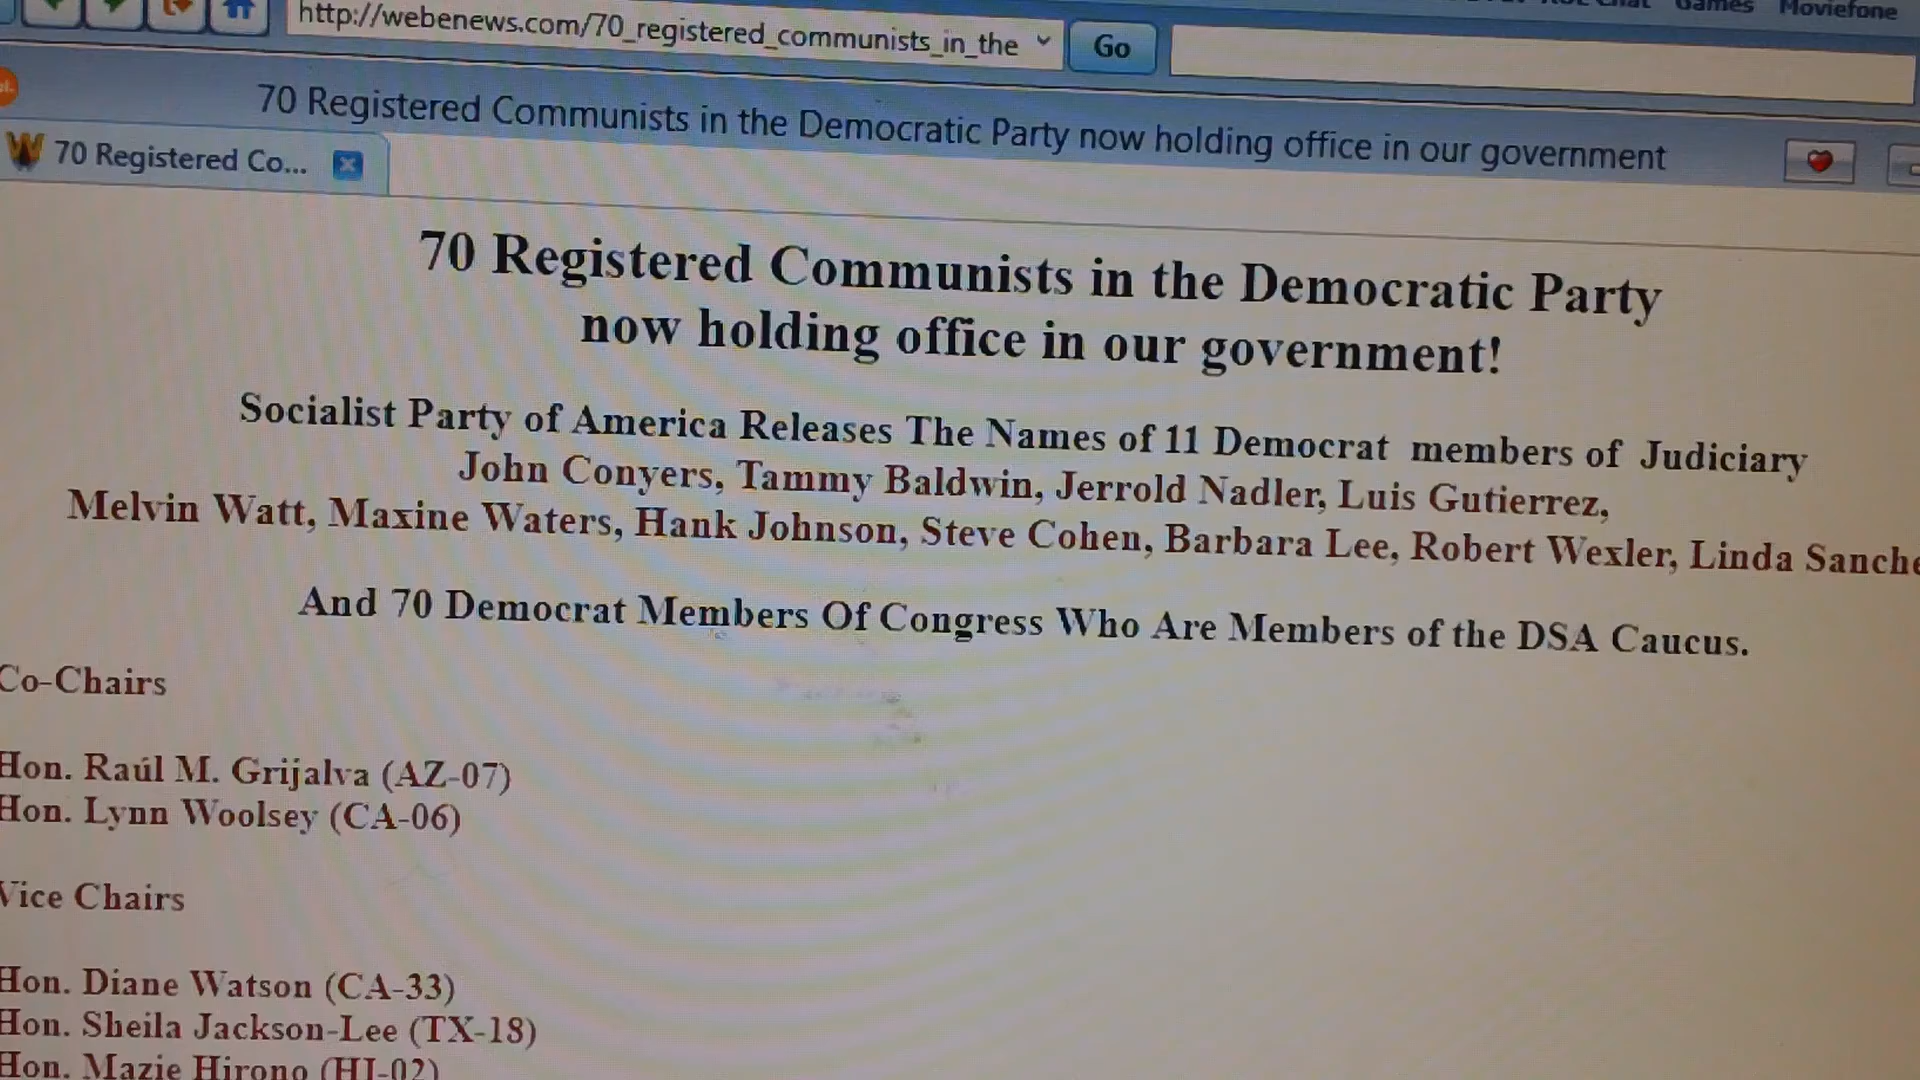 Games Moviefone
http://webenews.com/70_registered_communists_in_the
Go
70 Registered Communists in the Democratic Party now holding office in our government
70 Registered Co...
70 Registered Communists in the Democratic Party
now holding office in our government!
Socialist Party of America Releases The Names of 11 Democrat members of Judiciary
John Conyers, Tammy Baldwin, Jerrold Nadler, Luis Gutierrez,
Melvin Watt, Maxine Waters, Hank Johnson, Steve Cohen, Barbara Lee, Robert Wexler, Linda Sanche
And 70 Democrat Members Of Congress Who Are Members of the DSA Caucus.
Co-Chairs
Hon. Raúl M. Grijalva (AZ-07)
Hon. Lynn Woolsey (CA-06)
Vice Chairs
Hon. Diane Watson (CA-33)
Hon. Sheila Jackson-Lee (TX-18)
Hon. Mazie Hirono (HI-02)